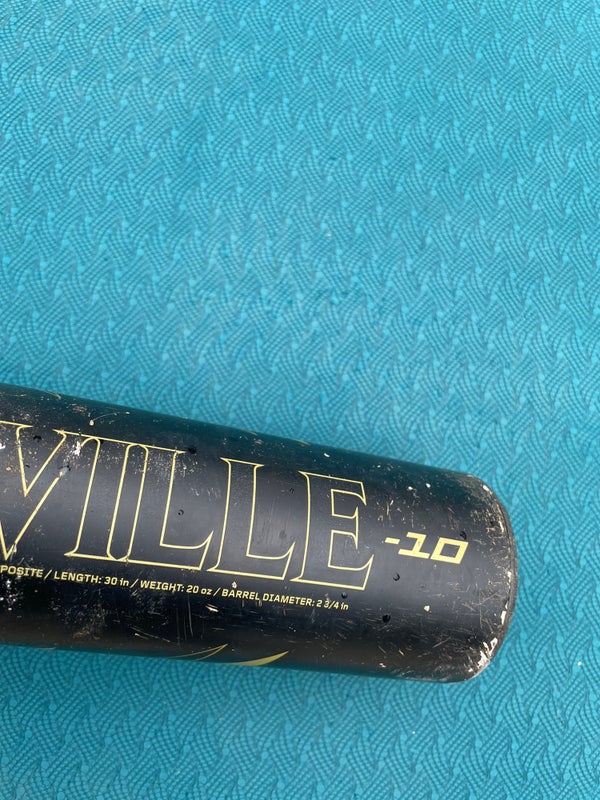 VILLE -10
POSITE / LENGTH: 30 in / WEIGHT: 20 oz / BARREL DIAMETER: 2 3/4 in